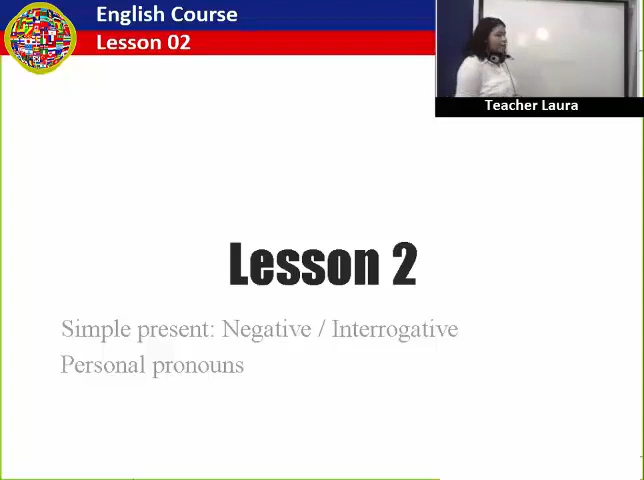 English Course
Lesson 02
Teacher Laura
Lesson 2
Simple present: Negative / Interrogative
Personal pronouns